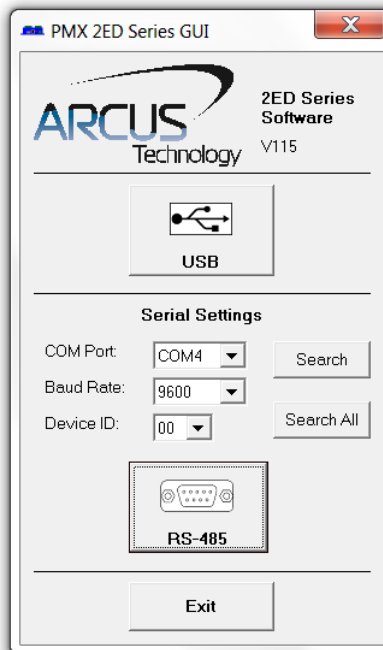 PMX 2ED Series GUI
ARCUS
Technology
2ED Series
Software
V115
USB
Serial Settings
COM Port: COM4 Search
Baud Rate: 9600
Device ID: 00 Search All
RS-485
Exit